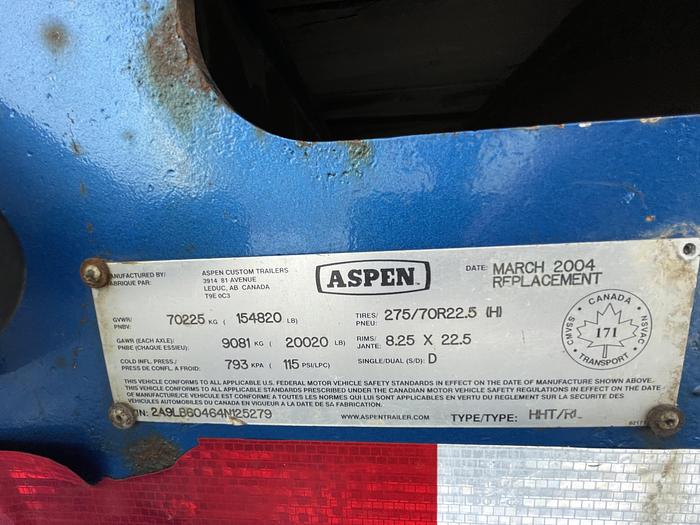 MANUFACTURED BY/
FABRIQUE PAR:
ASPEN CUSTOM TRAILERS
3914 81 AVENUE
LEDUC, AB CANADA
T9E 0C3
ASPEN
DATE: MARCH 2004
REPLACEMENT
GVWR/
PNBV: 70225 KG ( 154820 LB)
TIRES/
PNEU: 275/70R22.5 (H)
GAWR (EACH AXLE)
PNBE (CHAQUE ESSIEU): 9081 KG ( 20020 LB)
RIMS/
JANTE: 8.25 X 22.5
COLD INFL. PRESS./
PRESS DE CONFL. A FROID: 793 KPA ( 115 PSI/LPC)
SINGLE/DUAL (S/D): D
CANADA
CMVSS 171 NSVAC
TRANSPORT
THIS VEHICLE CONFORMS TO ALL APPLICABLE U.S. FEDERAL MOTOR VEHICLE SAFETY STANDARDS IN EFFECT ON THE DATE OF MANUFACTURE SHOWN ABOVE.
THIS VEHICLE CONFORMS TO ALL APPLICABLE STANDARDS PRESCRIBED UNDER THE CANADIAN MOTOR VEHICLE SAFETY REGULATIONS IN EFFECT ON THE DATE
OF MANUFACTURE/CE VEHICULE EST CONFORME A TOUTES LES NORMES QUI LUI SONT APPLICABLES EN VERTU DU REGLEMENT SUR LA SECURITE DES
VEHICULES AUTOMOBILES DU CANADA EN VIGUEUR A LA DATE DE SA FABRICATION.
VIN: 2A9LB60464N125279
WWW.ASPENTRAILER.COM
TYPE/TYPE: HHT/R